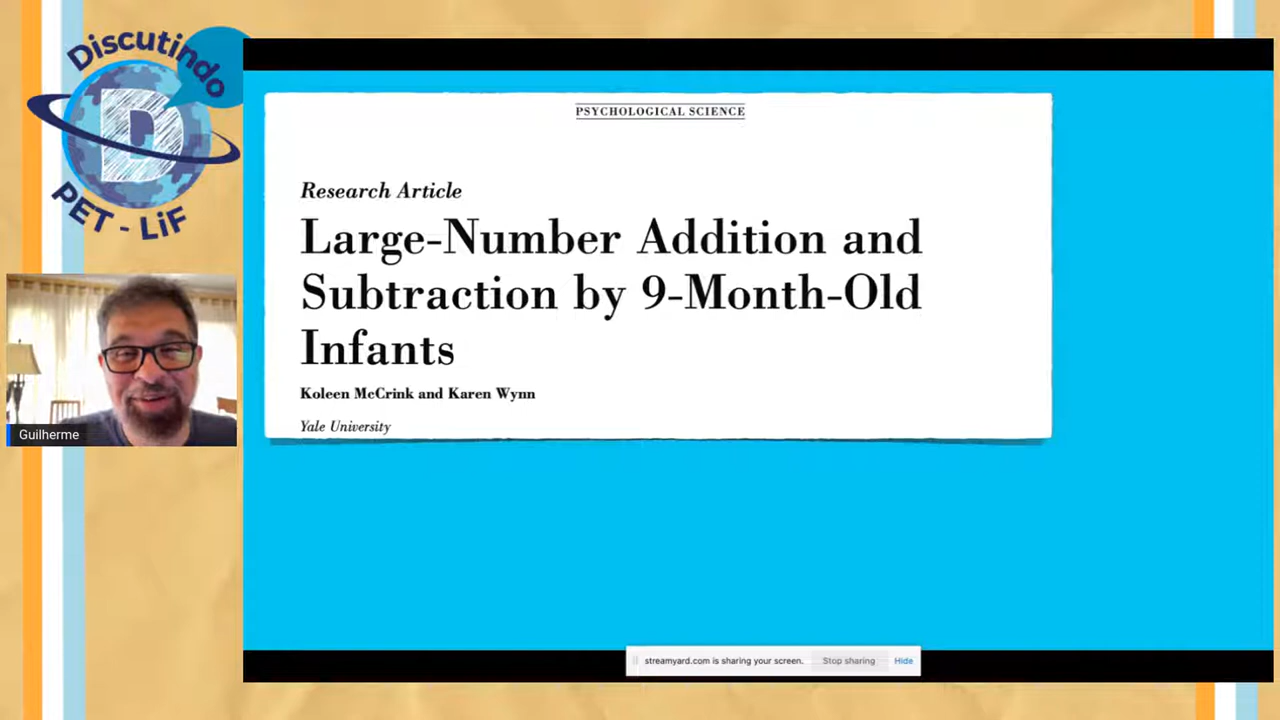 Discutindo
D
PET - LiF
Guilherme
PSYCHOLOGICAL SCIENCE
Research Article
Large-Number Addition and
Subtraction by 9-Month-Old
Infants
Koleen McCrink and Karen Wynn
Yale University
streamyard.com is sharing your screen. Stop sharing Hide